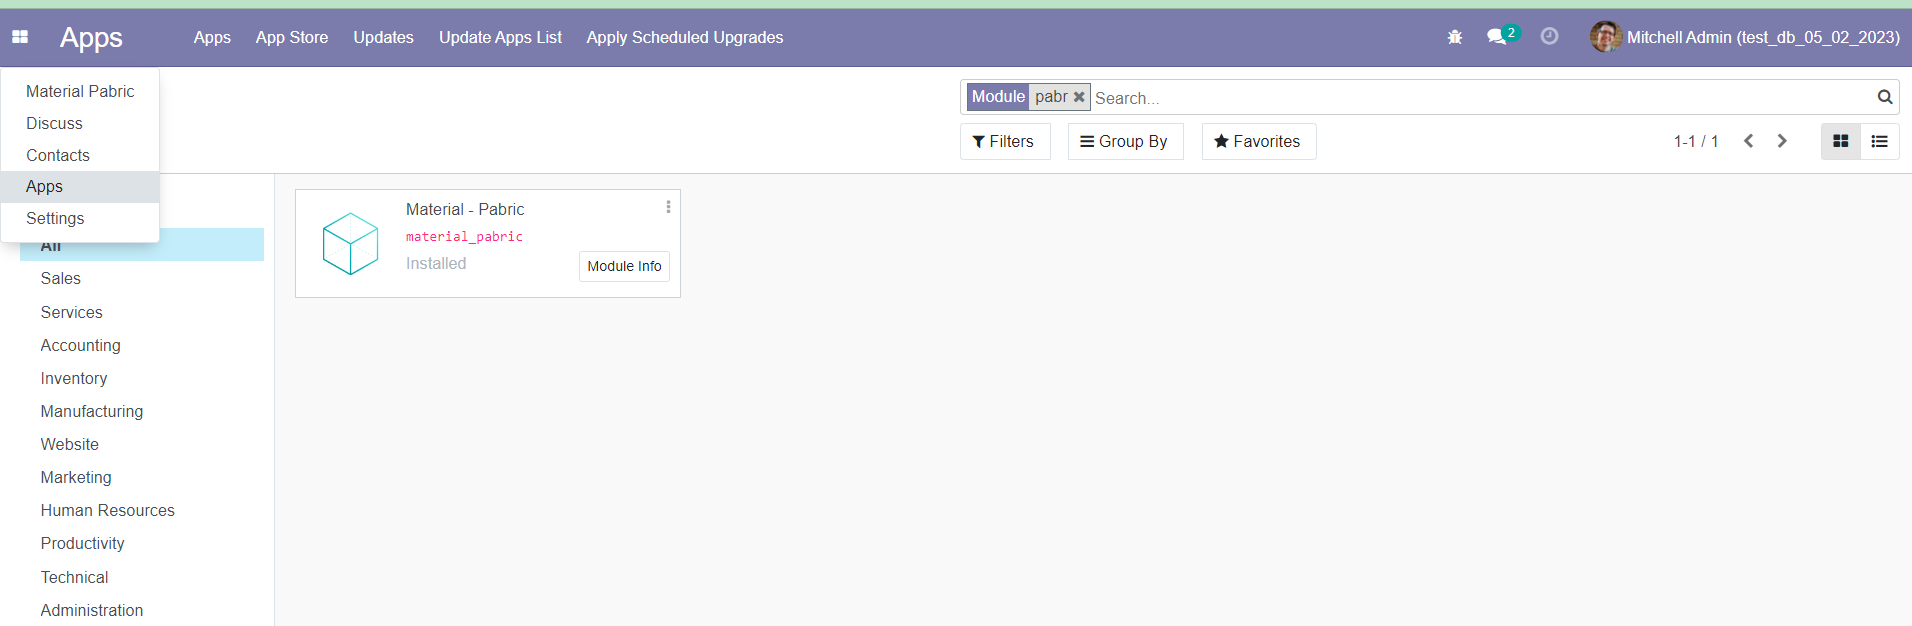 Apps
Apps App Store Updates Update Apps List Apply Scheduled Upgrades
2
Mitchell Admin (test_db_05_02_2023)
Material Pabric
Discuss
Contacts
Apps
Settings
Module pabr Search...
Filters Group By Favorites
1-1 / 1
All
Sales
Services
Accounting
Inventory
Manufacturing
Website
Marketing
Human Resources
Productivity
Technical
Administration
Material - Pabric
material_pabric
Installed
Module Info